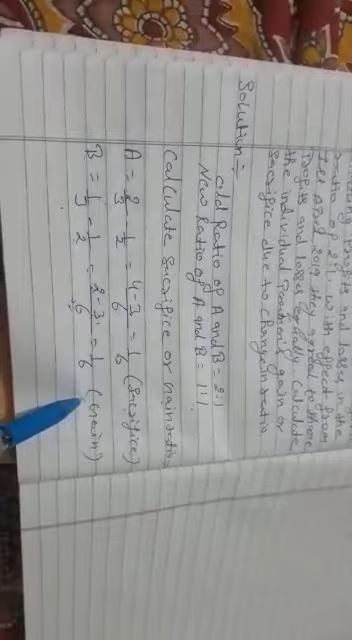 Profits and losses in the
ratio of 2:1. with effect from
1st April 2019 they agreed to share
Profits and losses equally. Calculate
the individual Partner's gain or
Sacrifice due to change in ratio
Solution:-
Old Ratio of A and B = 2:1
New Ratio of A and B = 1:1
Calculate Sacrifice or Gain ratio
A = 2/3 - 1/2 = 4-3/6 = 1/6 (Sacrifice)
B = 1/3 - 1/2 = 2-3/6 = 1/6 (Gain)